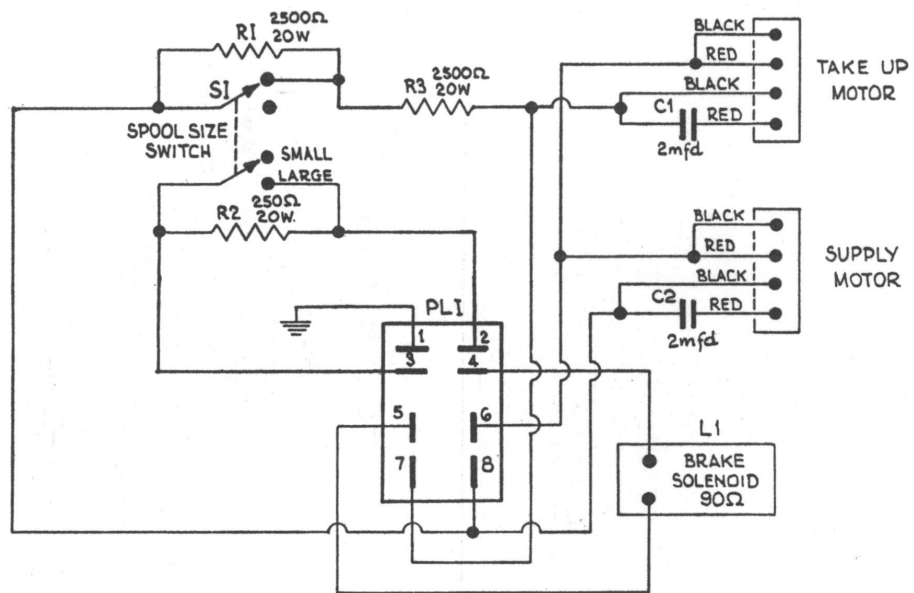 R1 2500Ω
20W
S1
SPOOL SIZE
SWITCH
SMALL
LARGE
R2 250Ω
20W.
R3 2500Ω
20W
BLACK
RED
BLACK
C1 RED
2mfd
TAKE UP
MOTOR
BLACK
RED
BLACK
C2 RED
2mfd
SUPPLY
MOTOR
PL1
1 2
3 4
5 6
7 8
L1
BRAKE
SOLENOID
90Ω